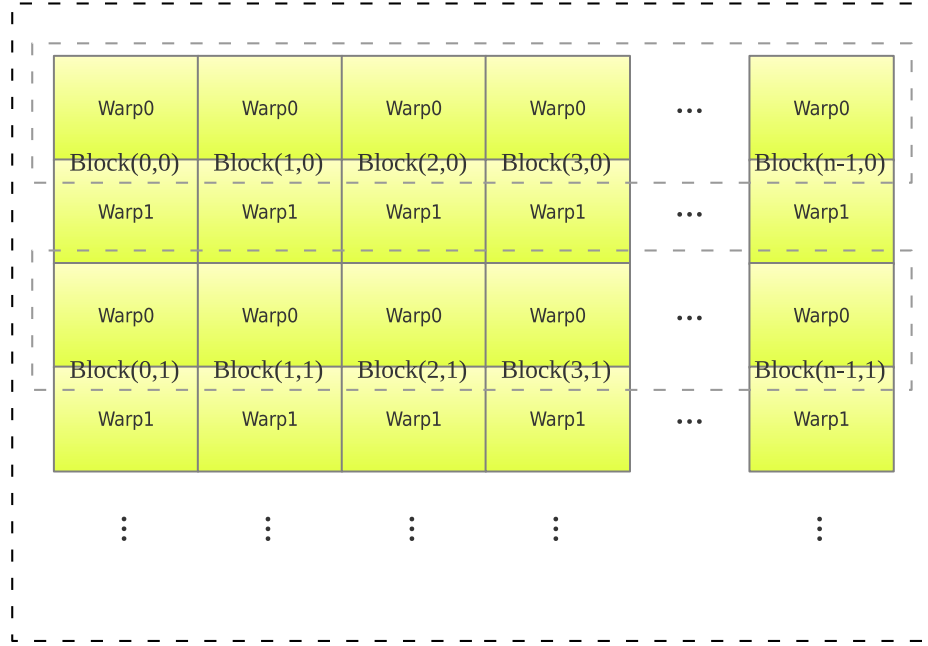 Warp0 Warp0 Warp0 Warp0 ... Warp0
Block(0,0) Block(1,0) Block(2,0) Block(3,0) Block(n-1,0)
Warp1 Warp1 Warp1 Warp1 ... Warp1
Warp0 Warp0 Warp0 Warp0 ... Warp0
Block(0,1) Block(1,1) Block(2,1) Block(3,1) Block(n-1,1)
Warp1 Warp1 Warp1 Warp1 ... Warp1